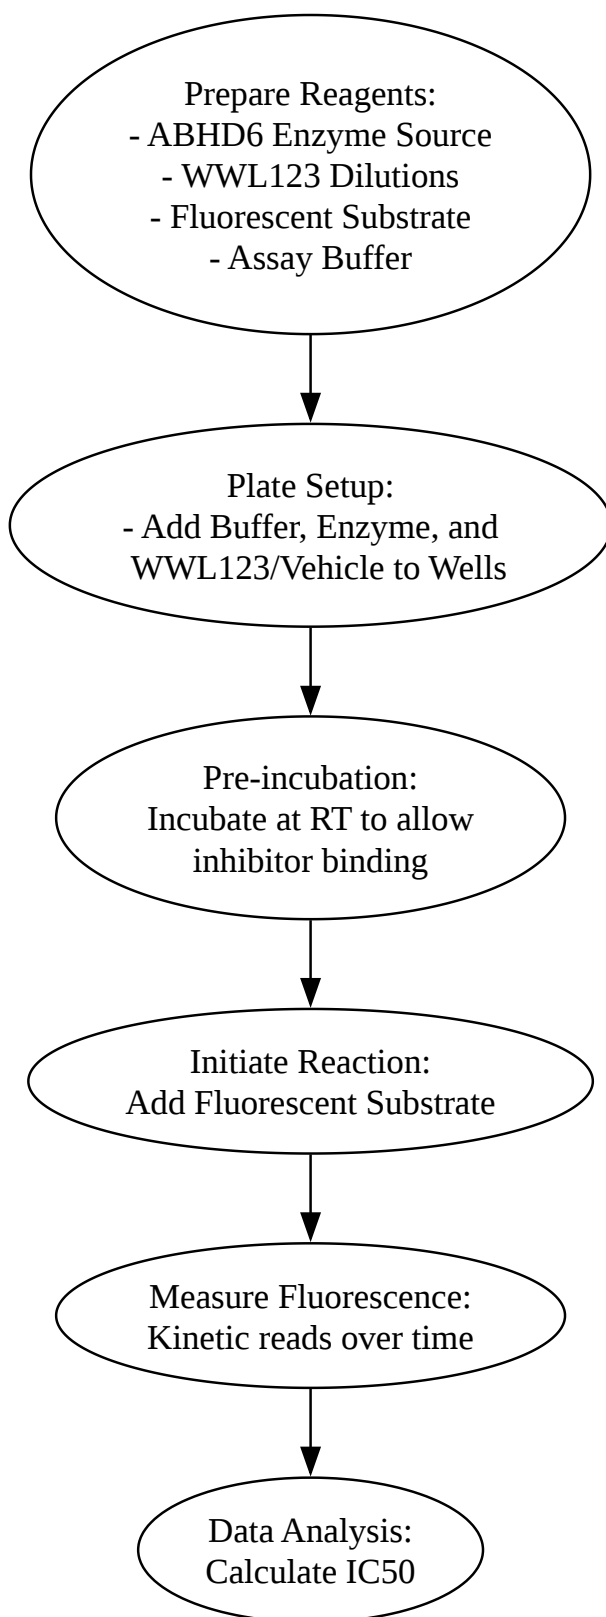 Prepare Reagents:
- ABHD6 Enzyme Source
- WWL123 Dilutions
- Fluorescent Substrate
- Assay Buffer
Plate Setup:
- Add Buffer, Enzyme, and
WWL123/Vehicle to Wells
Pre-incubation:
Incubate at RT to allow
inhibitor binding
Initiate Reaction:
Add Fluorescent Substrate
Measure Fluorescence:
Kinetic reads over time
Data Analysis:
Calculate IC50